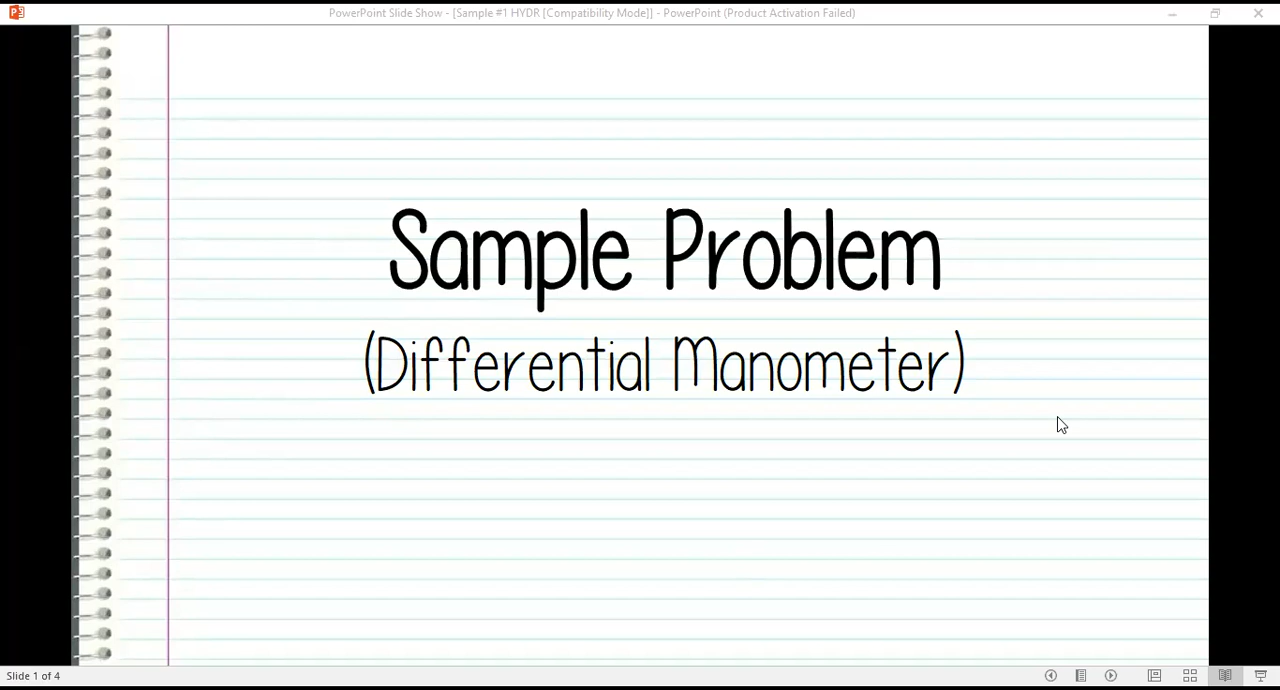 PowerPoint Slide Show - [Sample #1 HYDR [Compatibility Mode]] - PowerPoint (Product Activation Failed)
Sample Problem
(Differential Manometer)
Slide 1 of 4